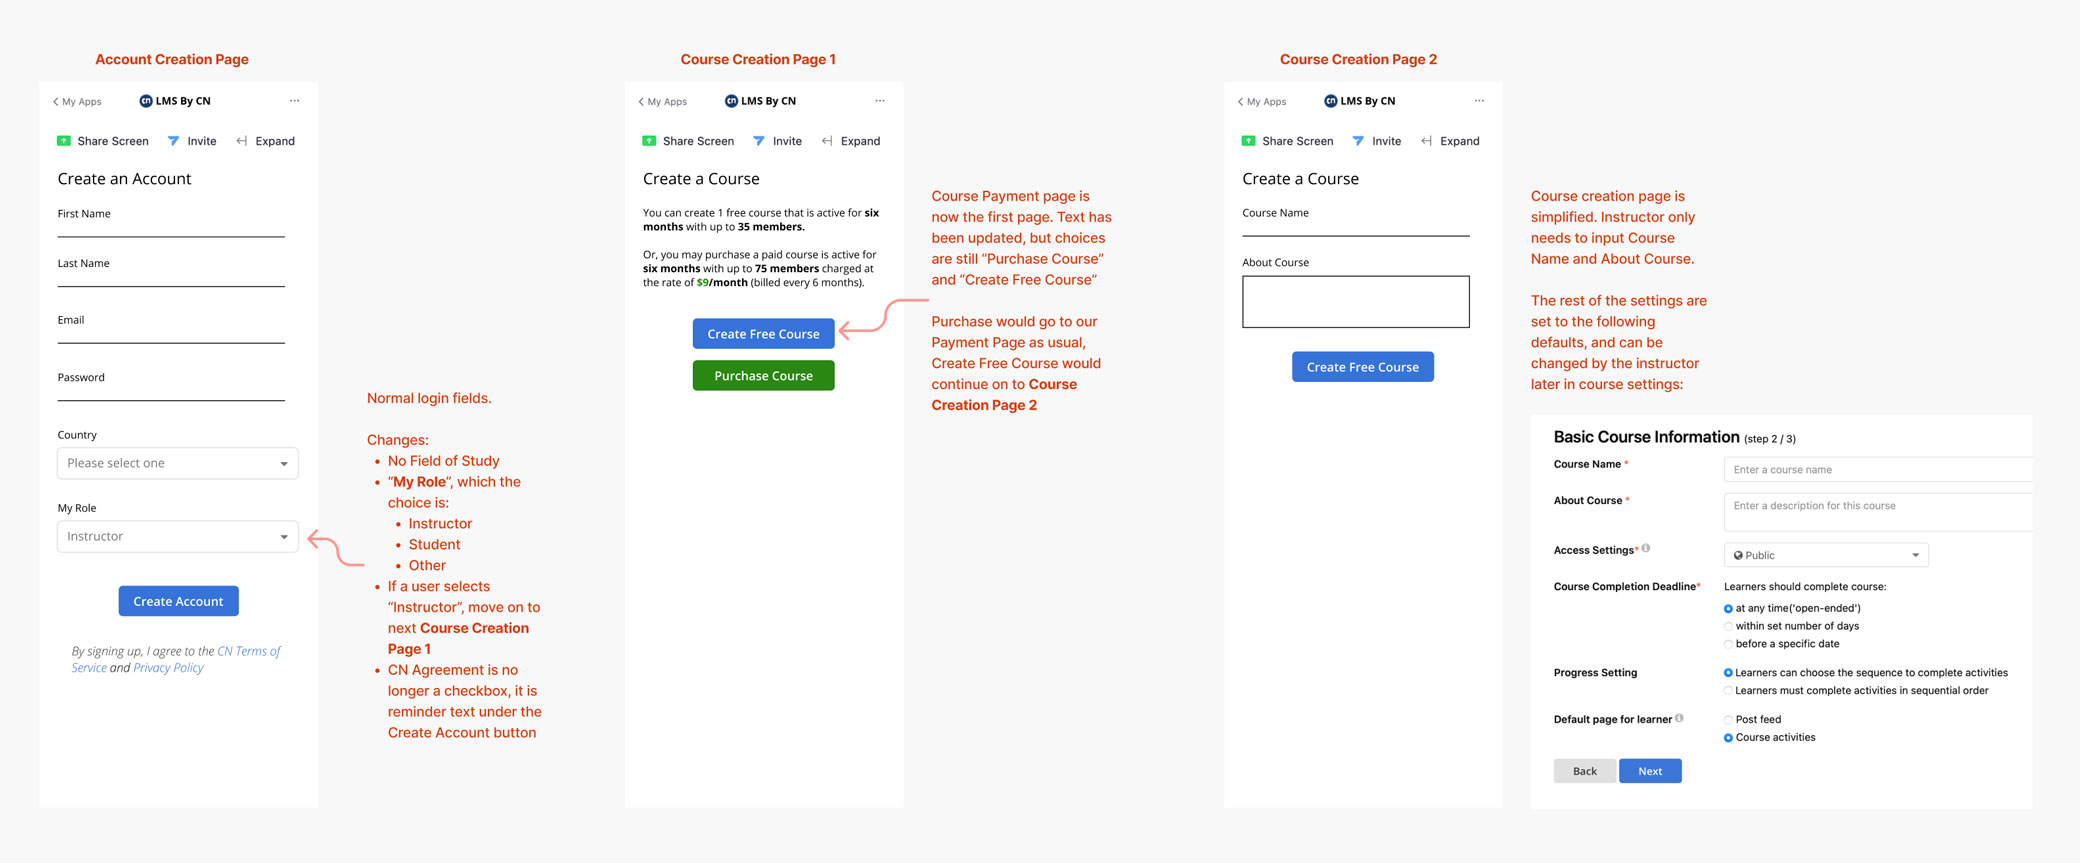 Account Creation Page
My Apps
LMS By CN
...
Share Screen
Invite
Expand
Create an Account
First Name
Last Name
Email
Password
Country
Please select one
My Role
Instructor
Create Account
By signing up, I agree to the CN Terms of
Service and Privacy Policy
Normal login fields.
Changes:
• No Field of Study
• “My Role”, which the
choice is:
• Instructor
• Student
• Other
• If a user selects
“Instructor”, move on to
next Course Creation
Page 1
• CN Agreement is no
longer a checkbox, it is
reminder text under the
Create Account button
Course Creation Page 1
My Apps
LMS By CN
...
Share Screen
Invite
Expand
Create a Course
You can create 1 free course that is active for six
months with up to 35 members.
Or, you may purchase a paid course is active for
six months with up to 75 members charged at
the rate of $9/month (billed every 6 months).
Create Free Course
Purchase Course
Course Payment page is
now the first page. Text has
been updated, but choices
are still “Purchase Course”
and “Create Free Course”
Purchase would go to our
Payment Page as usual,
Create Free Course would
continue on to Course
Creation Page 2
Course Creation Page 2
My Apps
LMS By CN
...
Share Screen
Invite
Expand
Create a Course
Course Name
About Course
Create Free Course
Course creation page is
simplified. Instructor only
needs to input Course
Name and About Course.
The rest of the settings are
set to the following
defaults, and can be
changed by the instructor
later in course settings:
Basic Course Information (step 2 / 3)
Course Name *
Enter a course name
About Course *
Enter a description for this course
Access Settings*
Public
Course Completion Deadline*
Learners should complete course:
at any time('open-ended')
within set number of days
before a specific date
Progress Setting
Learners can choose the sequence to complete activities
Learners must complete activities in sequential order
Default page for learner
Post feed
Course activities
Back
Next